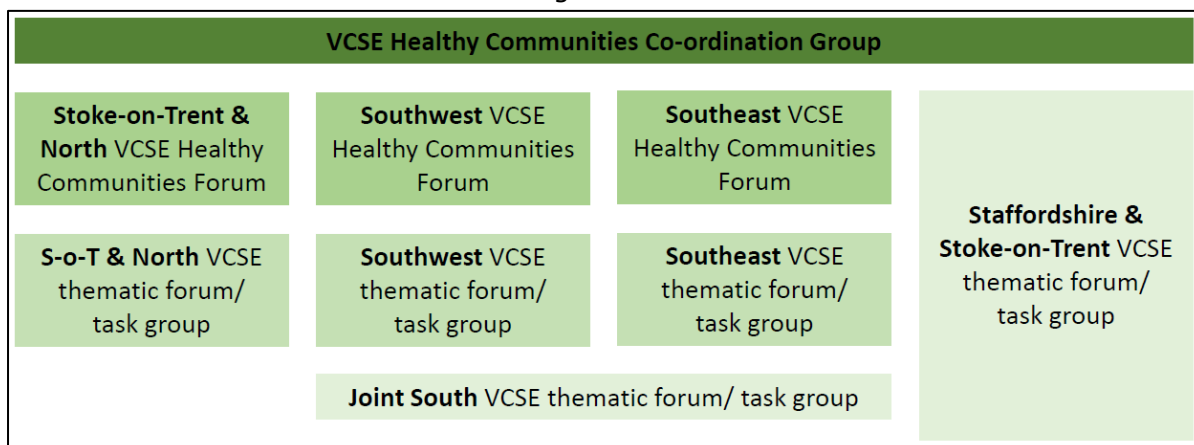 VCSE Healthy Communities Co-ordination Group
Stoke-on-Trent &
North VCSE Healthy
Communities Forum
Southwest VCSE
Healthy Communities
Forum
Southeast VCSE
Healthy Communities
Forum
Staffordshire &
Stoke-on-Trent VCSE
thematic forum/
task group
S-o-T & North VCSE
thematic forum/
task group
Southwest VCSE
thematic forum/
task group
Southeast VCSE
thematic forum/
task group
Joint South VCSE thematic forum/ task group